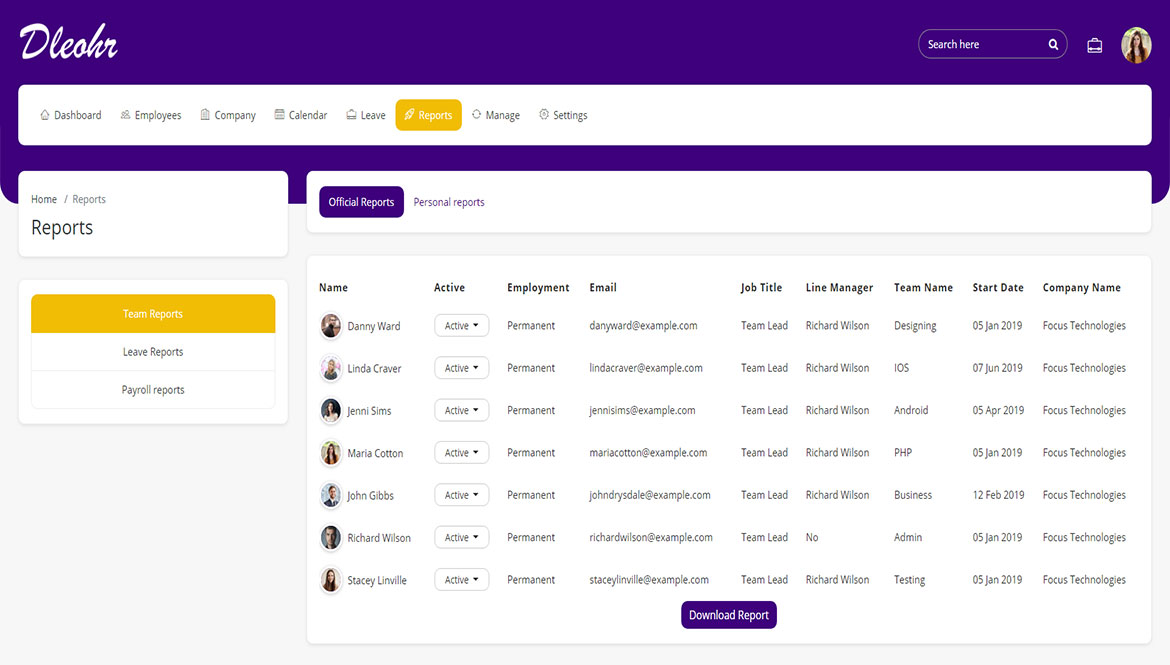 Dleohr
Search here
Dashboard Employees Company Calendar Leave Reports Manage Settings
Home / Reports
Reports
Official Reports Personal reports
Team Reports
Leave Reports
Payroll reports
Name Active Employment Email Job Title Line Manager Team Name Start Date Company Name
Danny Ward Active Permanent danyward@example.com Team Lead Richard Wilson Designing 05 Jan 2019 Focus Technologies
Linda Craver Active Permanent lindacraver@example.com Team Lead Richard Wilson IOS 07 Jun 2019 Focus Technologies
Jenni Sims Active Permanent jennisims@example.com Team Lead Richard Wilson Android 05 Apr 2019 Focus Technologies
Maria Cotton Active Permanent mariacotton@example.com Team Lead Richard Wilson PHP 05 Jan 2019 Focus Technologies
John Gibbs Active Permanent johndrysdale@example.com Team Lead Richard Wilson Business 12 Feb 2019 Focus Technologies
Richard Wilson Active Permanent richardwilson@example.com Team Lead No Admin 05 Jan 2019 Focus Technologies
Stacey Linville Active Permanent staceylinville@example.com Team Lead Richard Wilson Testing 05 Jan 2019 Focus Technologies
Download Report